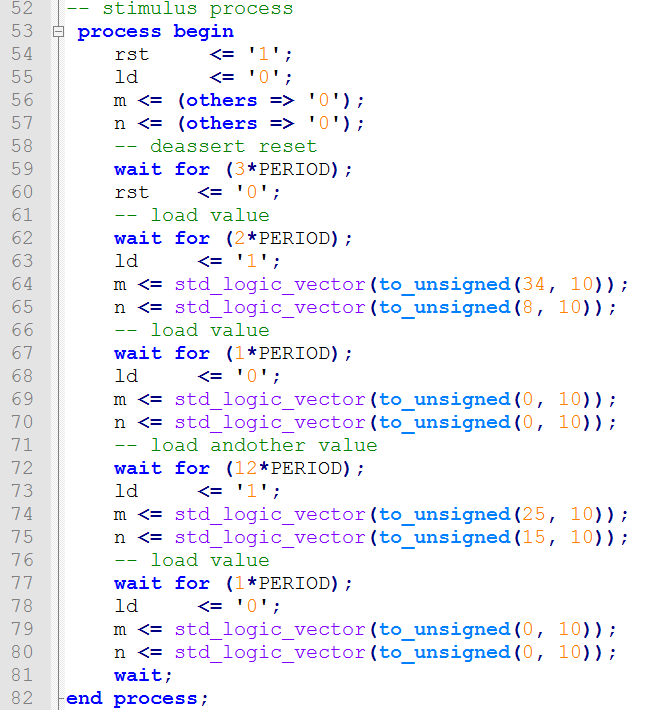 52 -- stimulus process
53 process begin
54 rst <= '1';
55 ld <= '0';
56 m <= (others => '0');
57 n <= (others => '0');
58 -- deassert reset
59 wait for (3*PERIOD);
60 rst <= '0';
61 -- load value
62 wait for (2*PERIOD);
63 ld <= '1';
64 m <= std_logic_vector(to_unsigned(34, 10));
65 n <= std_logic_vector(to_unsigned(8, 10));
66 -- load value
67 wait for (1*PERIOD);
68 ld <= '0';
69 m <= std_logic_vector(to_unsigned(0, 10));
70 n <= std_logic_vector(to_unsigned(0, 10));
71 -- load andother value
72 wait for (12*PERIOD);
73 ld <= '1';
74 m <= std_logic_vector(to_unsigned(25, 10));
75 n <= std_logic_vector(to_unsigned(15, 10));
76 -- load value
77 wait for (1*PERIOD);
78 ld <= '0';
79 m <= std_logic_vector(to_unsigned(0, 10));
80 n <= std_logic_vector(to_unsigned(0, 10));
81 wait;
82 end process;